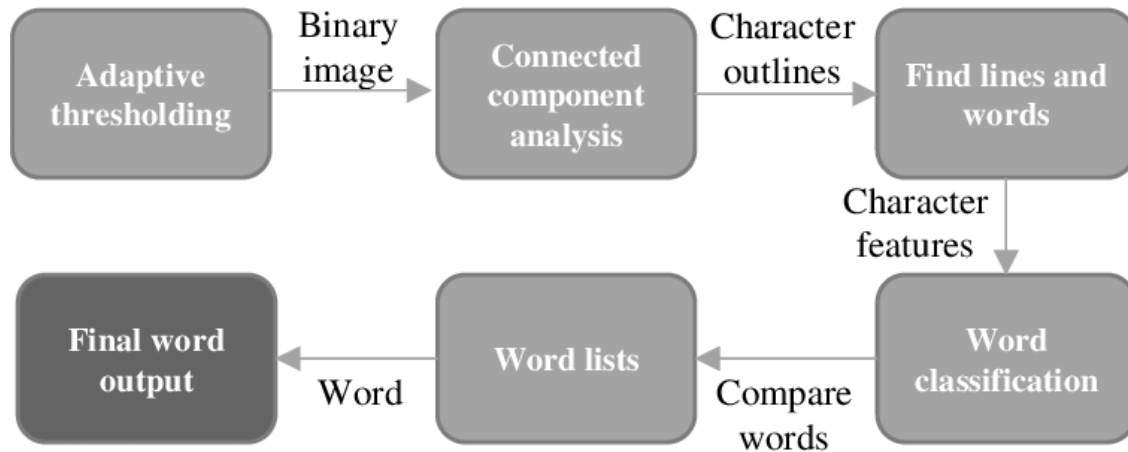 Adaptive
thresholding
Binary
image
Connected
component
analysis
Character
outlines
Find lines and
words
Character
features
Word
classification
Compare
words
Word lists
Word
Final word
output